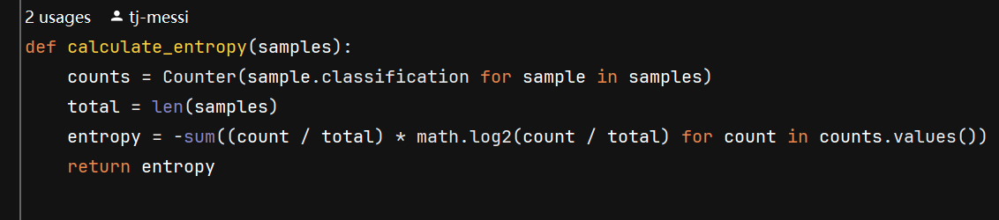 2 usages tj-messi
def calculate_entropy(samples):
    counts = Counter(sample.classification for sample in samples)
    total = len(samples)
    entropy = -sum((count / total) * math.log2(count / total) for count in counts.values())
    return entropy